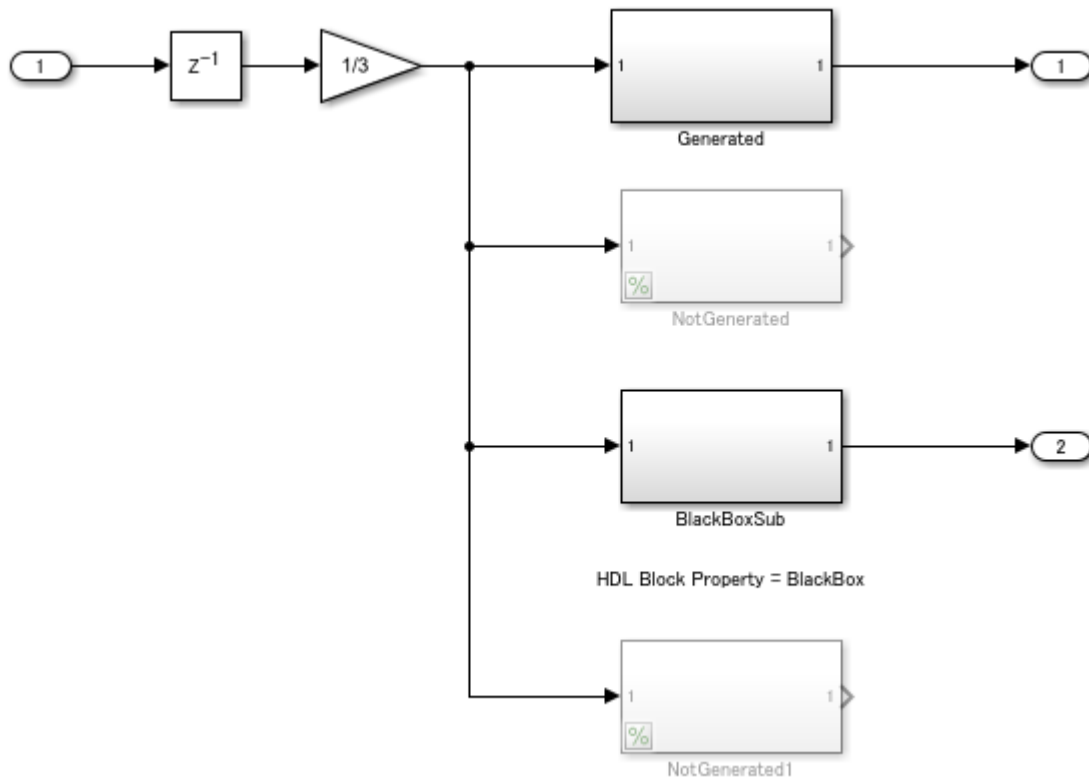 1
Z⁻¹
1/3
1
1
1
Generated
1
1
%
NotGenerated
1
1
2
BlackBoxSub
HDL Block Property = BlackBox
1
1
%
NotGenerated1